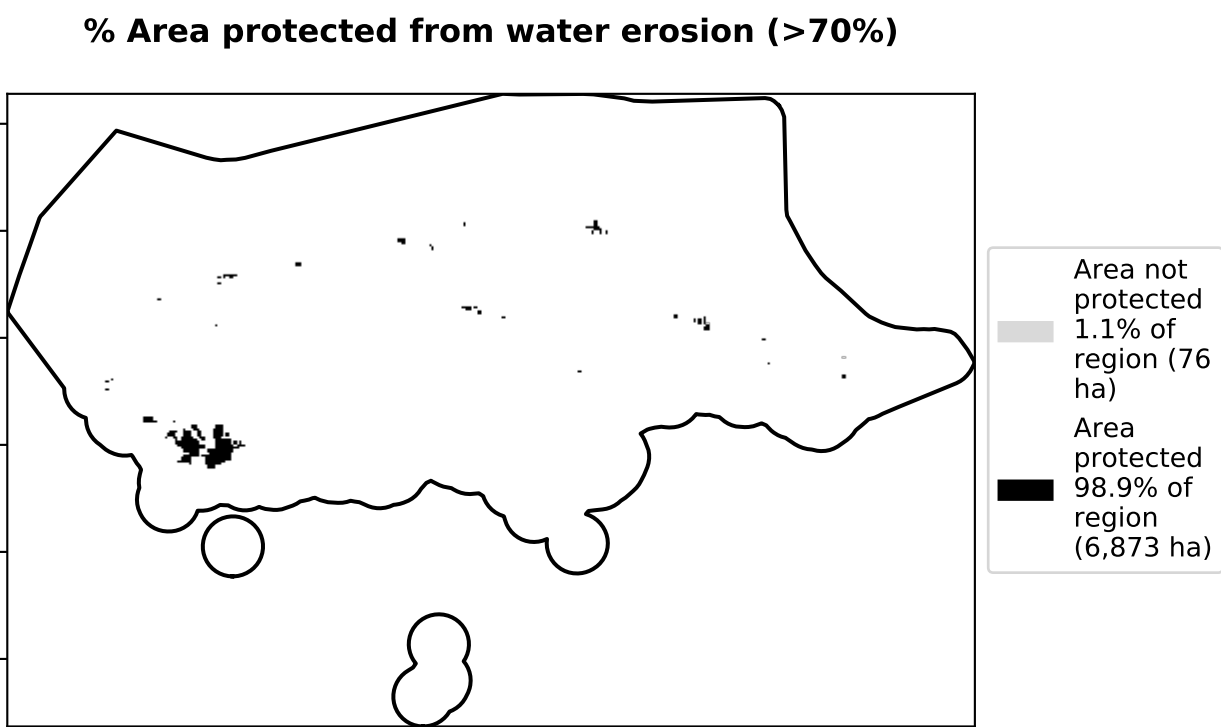 % Area protected from water erosion (>70%)
Area not
protected
1.1% of
region (76
ha)
Area
protected
98.9% of
region
(6,873 ha)